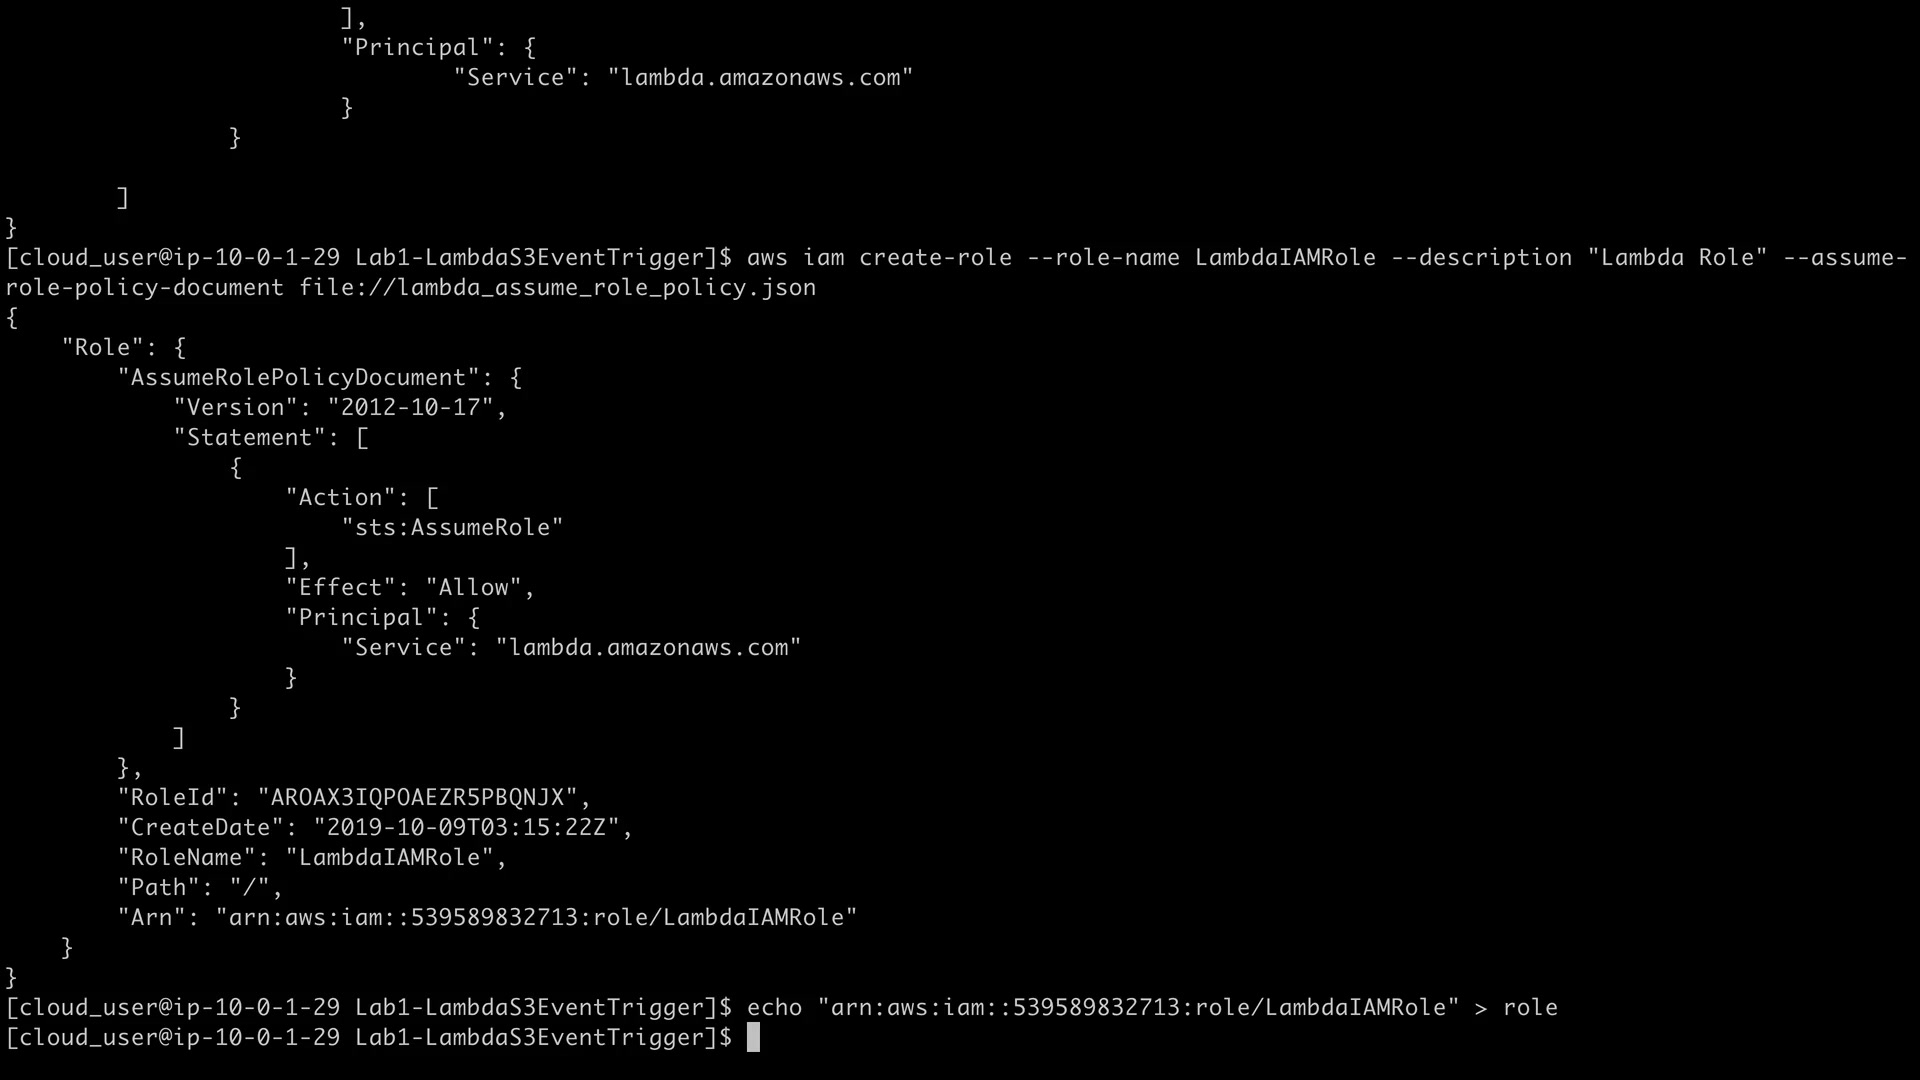 ],
"Principal": {
"Service": "lambda.amazonaws.com"
}
}
]
}
[cloud_user@ip-10-0-1-29 Lab1-LambdaS3EventTrigger]$ aws iam create-role --role-name LambdaIAMRole --description "Lambda Role" --assume-
role-policy-document file://lambda_assume_role_policy.json
{
"Role": {
"AssumeRolePolicyDocument": {
"Version": "2012-10-17",
"Statement": [
{
"Action": [
"sts:AssumeRole"
],
"Effect": "Allow",
"Principal": {
"Service": "lambda.amazonaws.com"
}
}
]
},
"RoleId": "AROAX3IQPOAEZR5PBQNJX",
"CreateDate": "2019-10-09T03:15:22Z",
"RoleName": "LambdaIAMRole",
"Path": "/",
"Arn": "arn:aws:iam::539589832713:role/LambdaIAMRole"
}
}
[cloud_user@ip-10-0-1-29 Lab1-LambdaS3EventTrigger]$ echo "arn:aws:iam::539589832713:role/LambdaIAMRole" > role
[cloud_user@ip-10-0-1-29 Lab1-LambdaS3EventTrigger]$